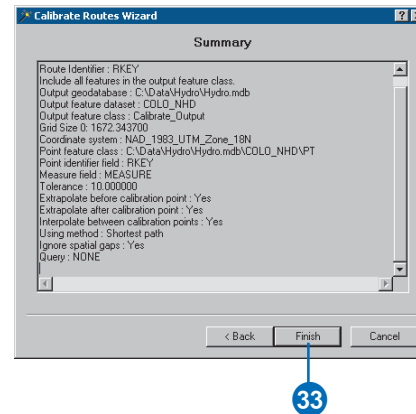 Calibrate Routes Wizard
Summary
Route Identifier : RKEY
Include all features in the output feature class.
Output geodatabase : C:\Data\Hydro\Hydro.mdb
Output feature dataset : COLO_NHD
Output feature class : Calibrate_Output
Grid Size 0: 1672.343700
Coordinate system : NAD_1983_UTM_Zone_18N
Point feature class : C:\Data\Hydro\Hydro.mdb\COLO_NHD\PT
Point identifier field : RKEY
Measure field : MEASURE
Tolerance : 10.000000
Extrapolate before calibration point : Yes
Extrapolate after calibration point : Yes
Interpolate between calibration points : Yes
Using method : Shortest path
Ignore spatial gaps : Yes
Query : NONE
< Back Finish Cancel
33